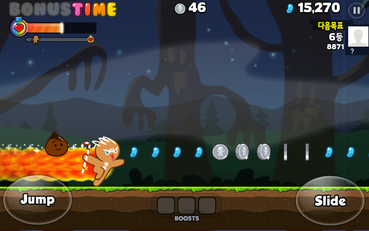 BONUSTIME
46
15,270
다음목표
6등
8871
?
Jump
Slide
BOOSTS